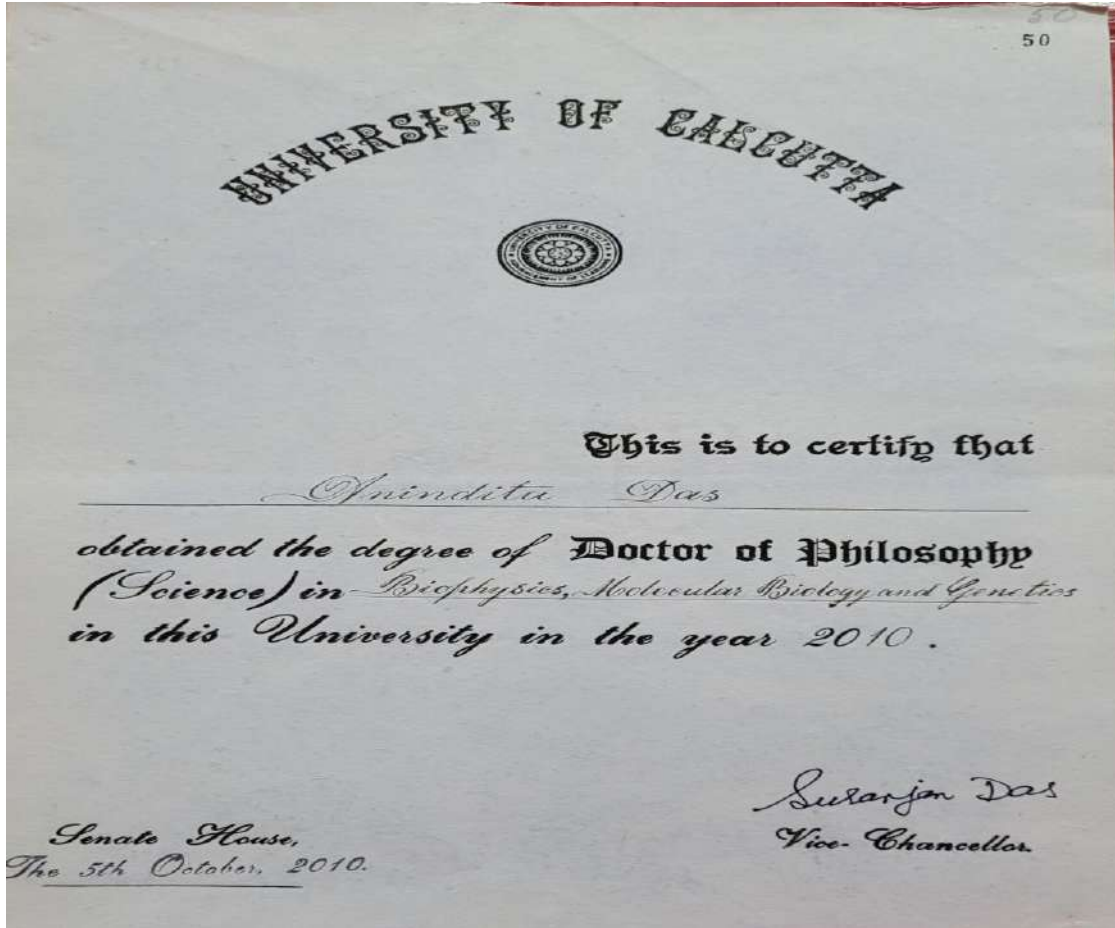 50
50
UNIVERSITY OF CALCUTTA
This is to certify that
Anindita Das
obtained the degree of Doctor of Philosophy
(Science) in Biophysics, Molecular Biology and Genetics
in this University in the year 2010.
Suranjan Das
Senate House,
Vice-Chancellor.
The 5th October, 2010.